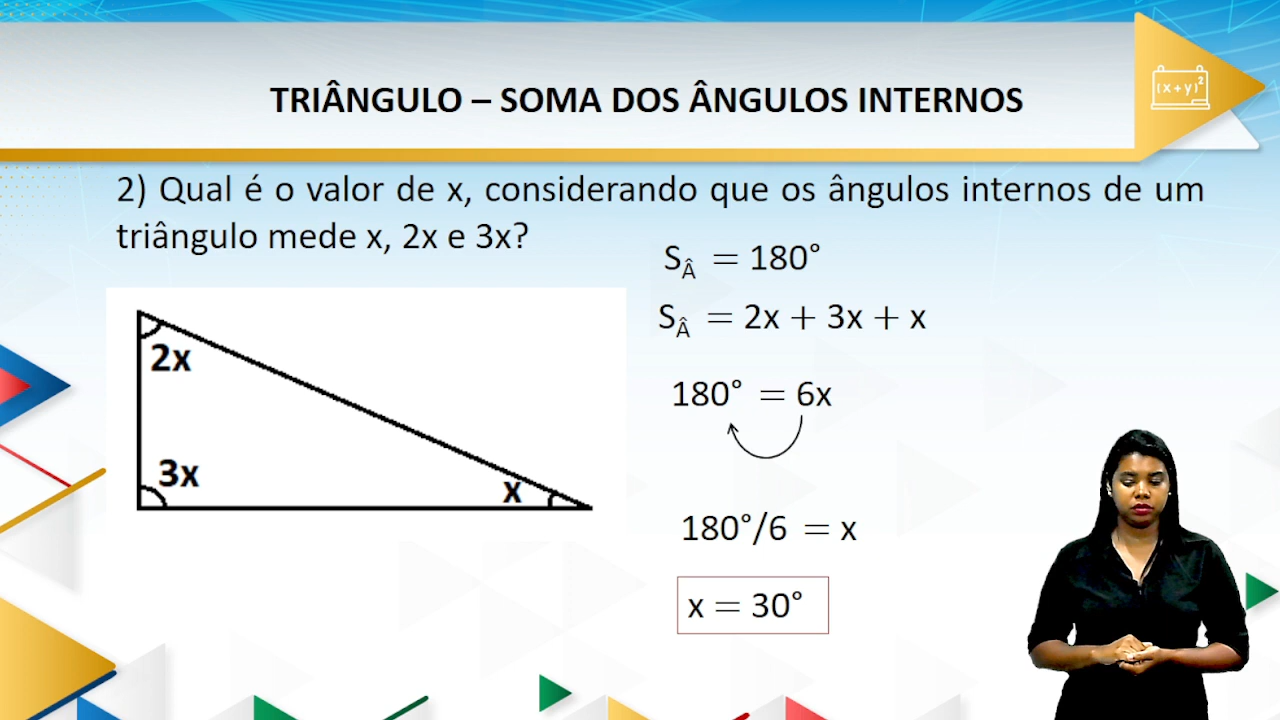 TRIÂNGULO – SOMA DOS ÂNGULOS INTERNOS
(x+y)²
2) Qual é o valor de x, considerando que os ângulos internos de um
triângulo mede x, 2x e 3x?
S_Â = 180°
S_Â = 2x + 3x + x
2x
180° = 6x
3x
x
180°/6 = x
x = 30°